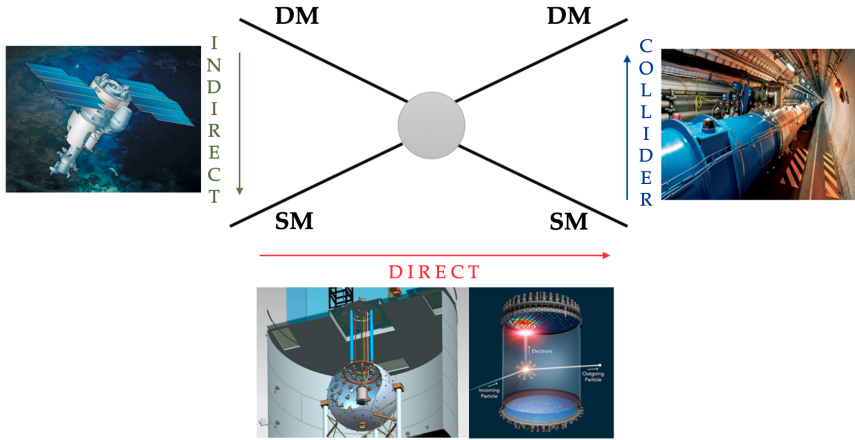 DM
DM
INDIRECT
COLLIDER
SM
SM
DIRECT
Electrons
Outgoing
Particle
Incoming
Particle